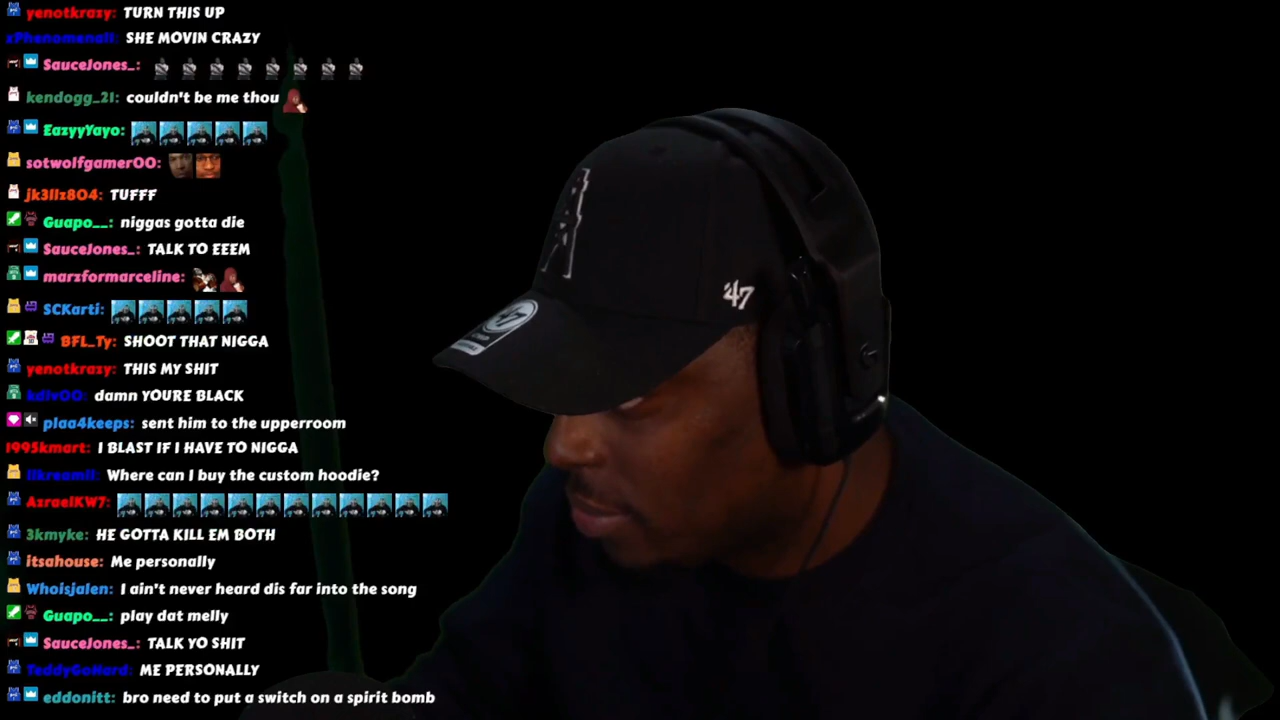 yenotkrazy: TURN THIS UP
xPhenomenall: SHE MOVIN CRAZY
SauceJones_:
kendogg_21: couldn't be me thou
EazyyYayo:
sotwolfgamer00:
jk3llz804: TUFFF
Guapo__: niggas gotta die
SauceJones_: TALK TO EEEM
marzformarceline:
SCKarti:
BFL_Ty: SHOOT THAT NIGGA
yenotkrazy: THIS MY SHIT
kdlv00: damn YOURE BLACK
plaa4keeps: sent him to the upperroom
1995kmart: I BLAST IF I HAVE TO NIGGA
Where can I buy the custom hoodie?
AzraelKW7:
3kmyke: HE GOTTA KILL EM BOTH
itsahouse: Me personally
Whoisjalen: I ain't never heard dis far into the song
Guapo__: play dat melly
SauceJones_: TALK YO SHIT
TeddyGoHard: ME PERSONALLY
eddonitt: bro need to put a switch on a spirit bomb
A
47
47